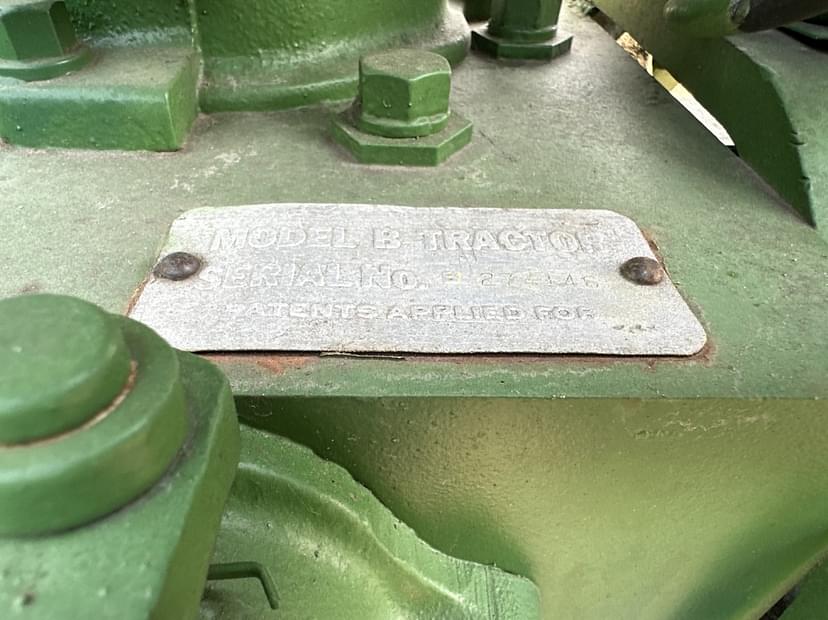 MODEL B TRACTOR
SERIAL No.
PATENTS APPLIED FOR